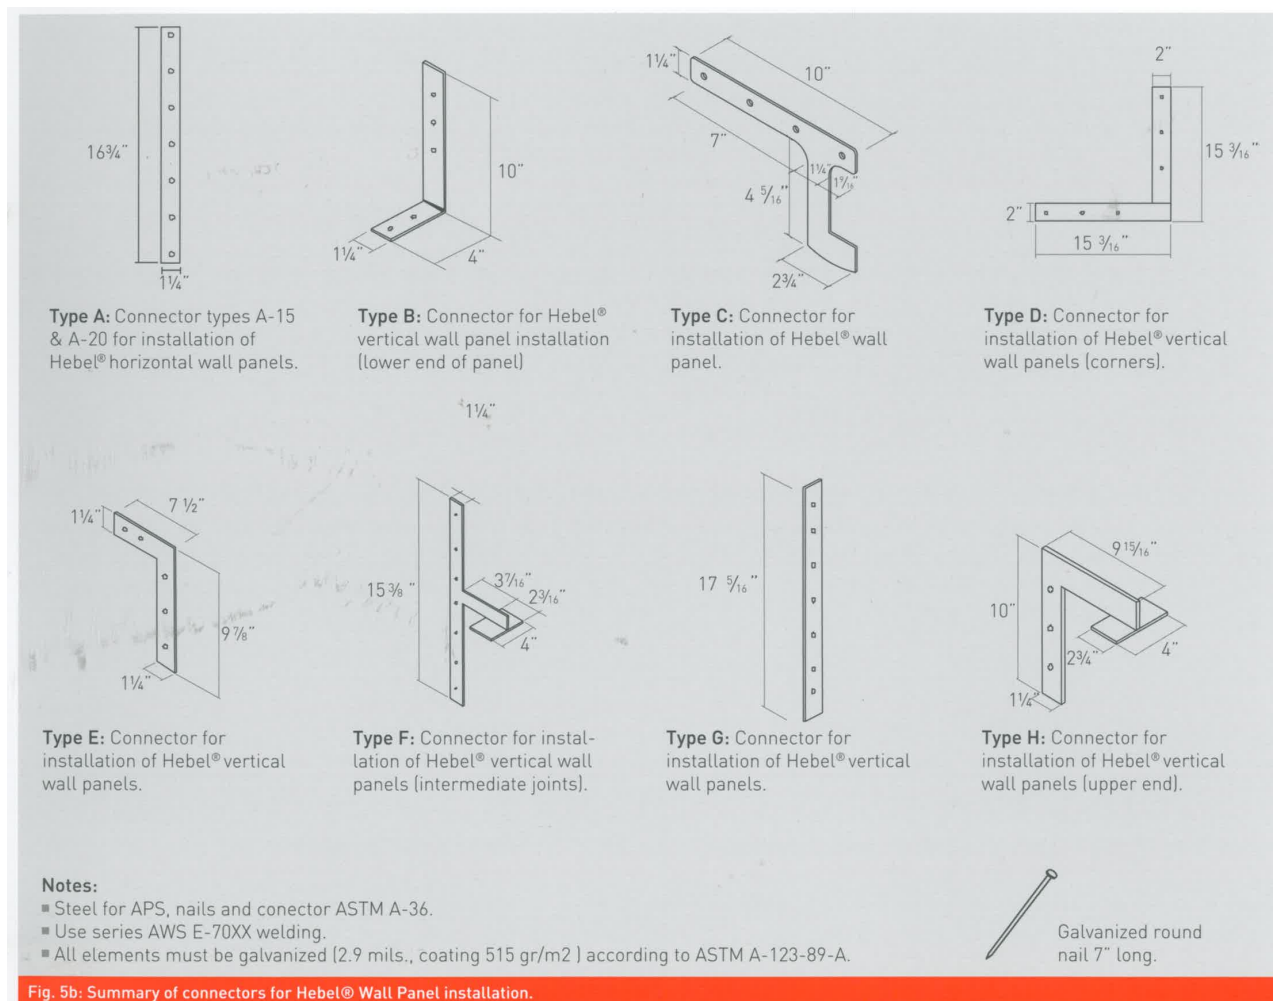 16¾"
1¼"
Type A: Connector types A-15
& A-20 for installation of
Hebel® horizontal wall panels.
10"
1¼"
4"
Type B: Connector for Hebel®
vertical wall panel installation
(lower end of panel)
1¼"
10"
7"
1¼"
1 9/16"
4 5/16"
2¾"
Type C: Connector for
installation of Hebel® wall
panel.
2"
15 3/16"
2"
15 3/16"
Type D: Connector for
installation of Hebel® vertical
wall panels (corners).
7 ½"
1¼"
9 ⅞"
1¼"
Type E: Connector for
installation of Hebel® vertical
wall panels.
1¼"
15 ⅜ "
3 7/16"
2 3/16"
4"
Type F: Connector for instal-
lation of Hebel® vertical wall
panels (intermediate joints).
17 5/16"
Type G: Connector for
installation of Hebel® vertical
wall panels.
9 15/16"
10"
2¾"
4"
1¼"
Type H: Connector for
installation of Hebel® vertical
wall panels (upper end).
Notes:
▪ Steel for APS, nails and conector ASTM A-36.
▪ Use series AWS E-70XX welding.
▪ All elements must be galvanized (2.9 mils., coating 515 gr/m2 ) according to ASTM A-123-89-A.
Galvanized round
nail 7" long.
Fig. 5b: Summary of connectors for Hebel® Wall Panel installation.